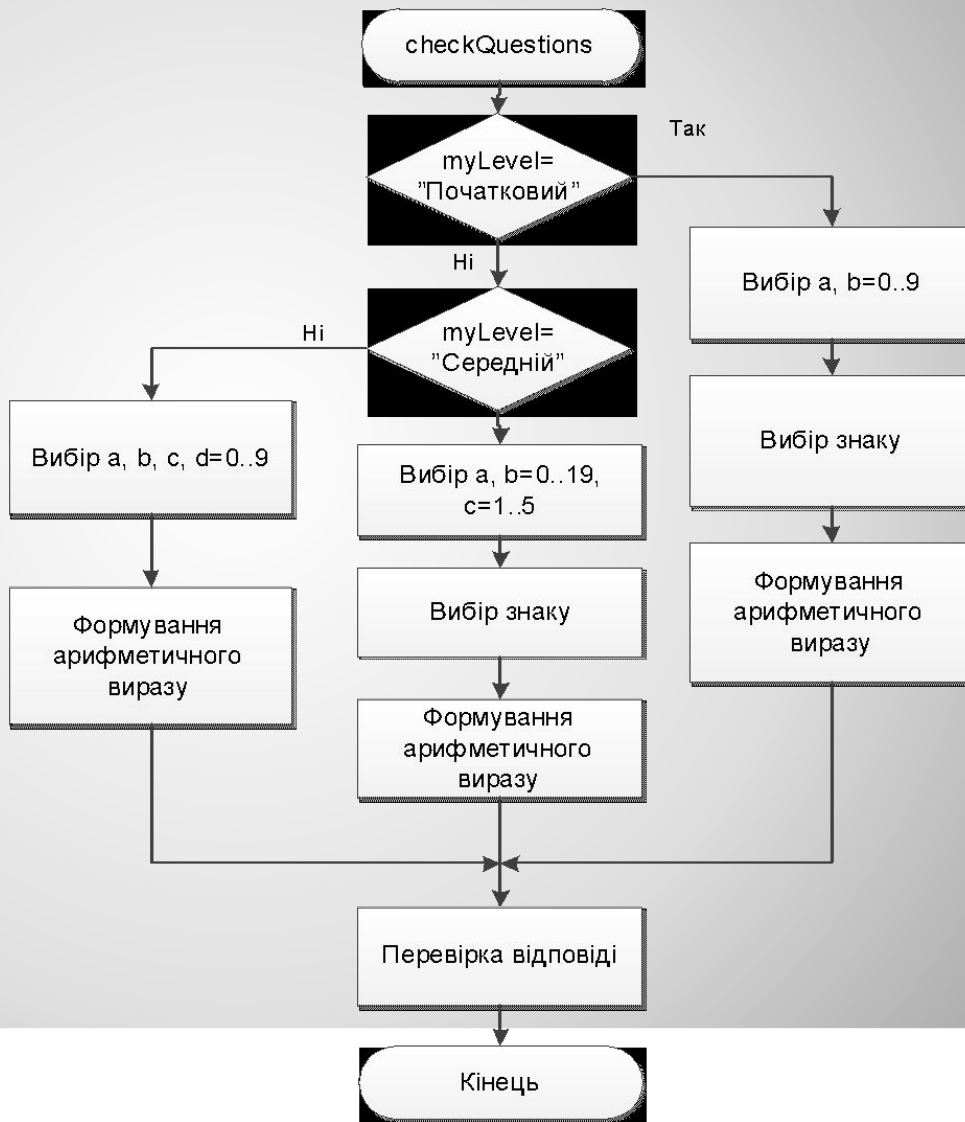 checkQuestions
Так
myLevel=
”Початковий”
Ні
Вибір a, b=0..9
Ні
myLevel=
”Середній”
Вибір знаку
Вибір a, b, c, d=0..9
Вибір a, b=0..19,
c=1..5
Формування
арифметичного
виразу
Вибір знаку
Формування
арифметичного
виразу
Формування
арифметичного
виразу
Перевірка відповіді
Кінець